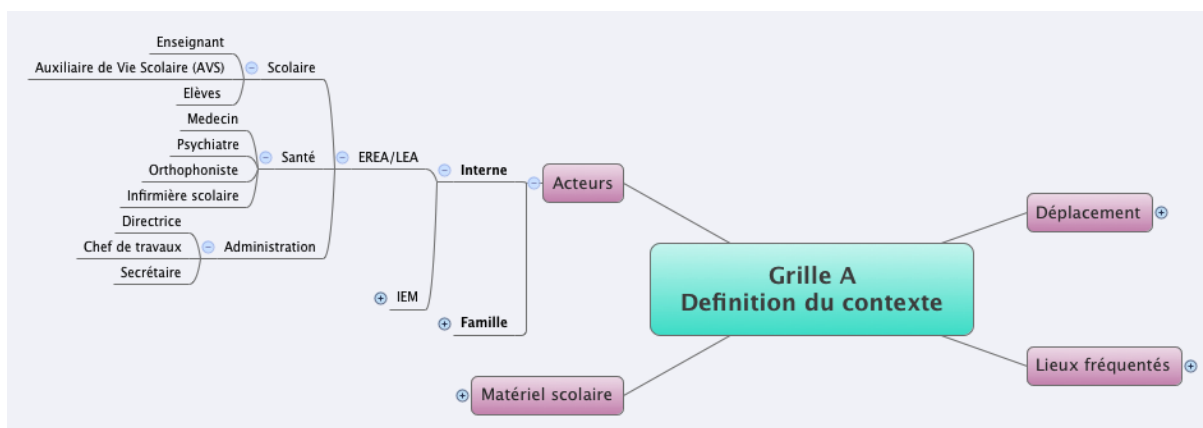 Enseignant
Auxiliaire de Vie Scolaire (AVS)
Scolaire
Elèves
Medecin
Psychiatre
Santé
EREA/LEA
Orthophoniste
Infirmière scolaire
Directrice
Chef de travaux
Administration
Secrétaire
Interne
Acteurs
IEM
Famille
Déplacement
Grille A
Definition du contexte
Lieux fréquentés
Matériel scolaire